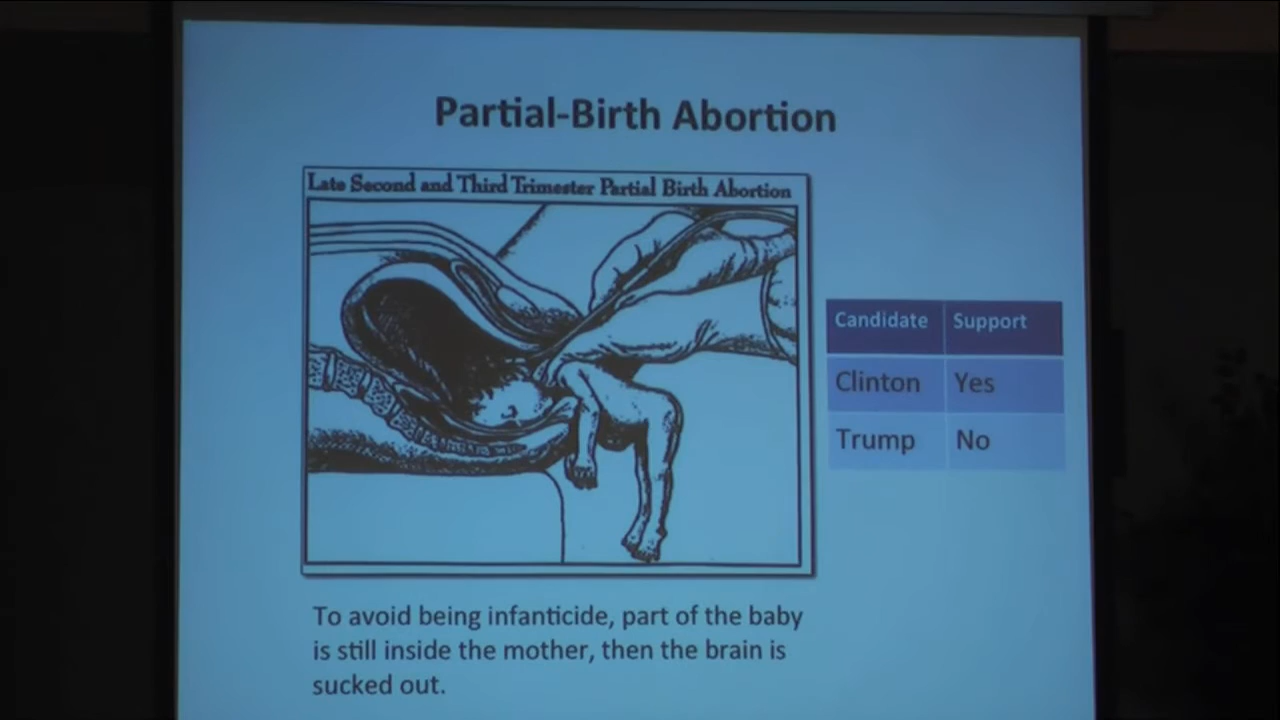 Partial-Birth Abortion
Late Second and Third Trimester Partial Birth Abortion
Candidate Support
Clinton Yes
Trump No
To avoid being infanticide, part of the baby
is still inside the mother, then the brain is
sucked out.